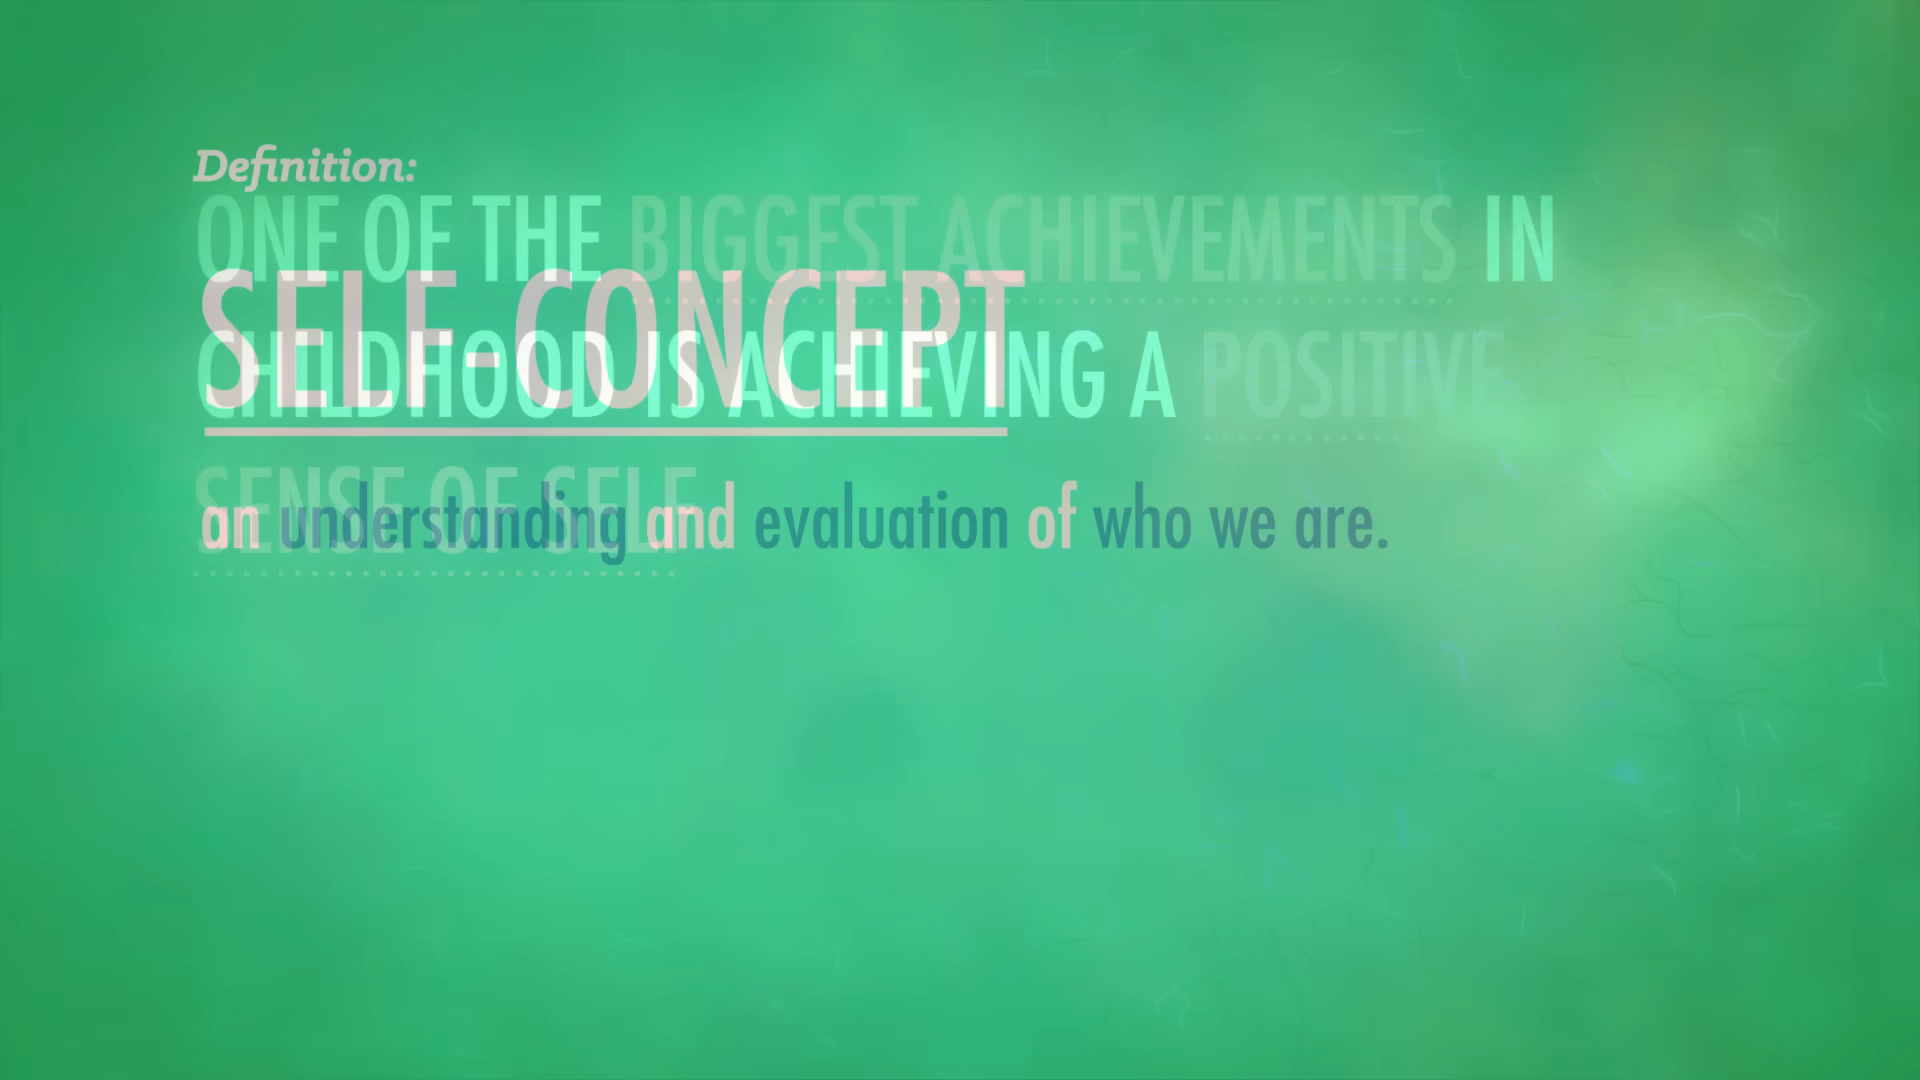 Definition:
ONE OF THE BIGGEST ACHIEVEMENTS IN
SELF-CONCEPT
CHILDHOOD IS ACHIEVING A POSITIVE
SENSE OF SELF
an understanding and evaluation of who we are.